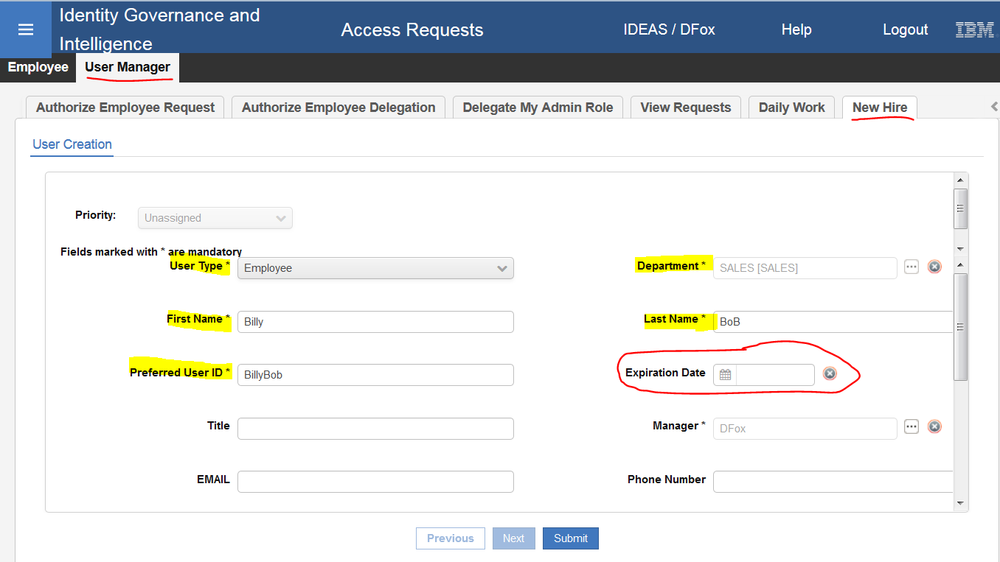 Identity Governance and
Intelligence
Access Requests
IDEAS / DFox
Help
Logout
IBM
Employee
User Manager
Authorize Employee Request
Authorize Employee Delegation
Delegate My Admin Role
View Requests
Daily Work
New Hire
User Creation
Priority:
Unassigned
Fields marked with * are mandatory
User Type * Employee
Department * SALES [SALES]
First Name * Billy
Last Name * BoB
Preferred User ID * BillyBob
Expiration Date
Title
Manager * DFox
EMAIL
Phone Number
Previous
Next
Submit